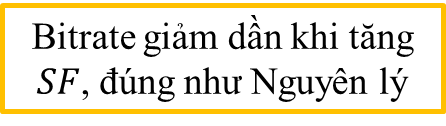 Bitrate giảm dần khi tăng
SF, đúng như Nguyên lý